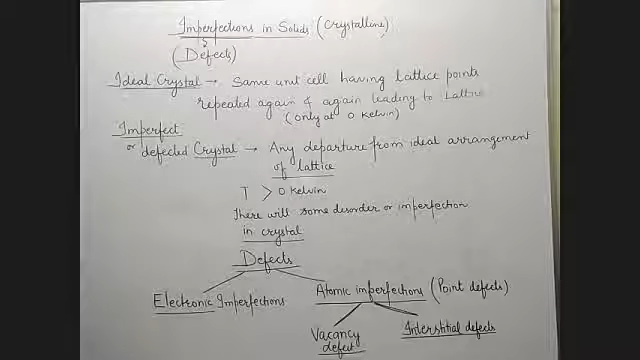 Imperfections in Solids (Crystalline)
(Defects)
Ideal Crystal → Same unit cell having lattice points
repeated again & again leading to Lattice
(only at 0 Kelvin)
Imperfect
or defected Crystal → Any departure from ideal arrangement
of lattice
T > 0 Kelvin
There will some disorder or imperfection
in crystal
Defects
Electronic Imperfections Atomic imperfections (Point defects)
Vacancy Interstitial defects
defect